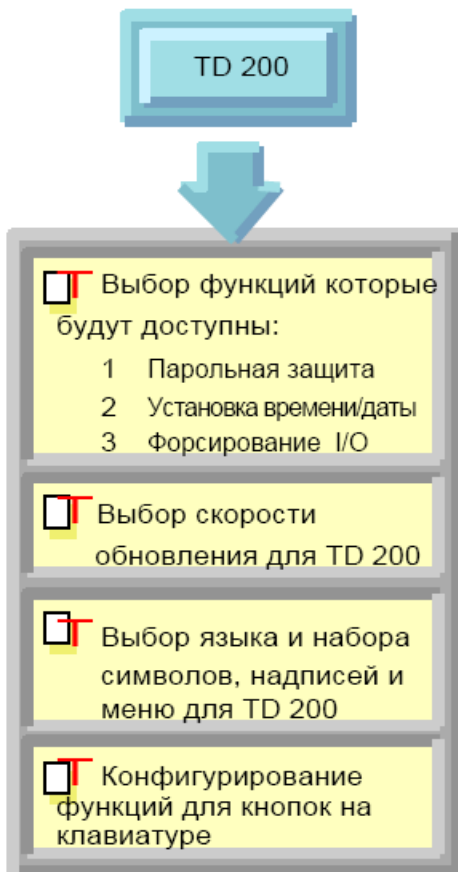 TD 200
Выбор функций которые
будут доступны:
1 Парольная защита
2 Установка времени/даты
3 Форсирование I/O
Выбор скорости
обновления для TD 200
Выбор языка и набора
символов, надписей и
меню для TD 200
Конфигурирование
функций для кнопок на
клавиатуре